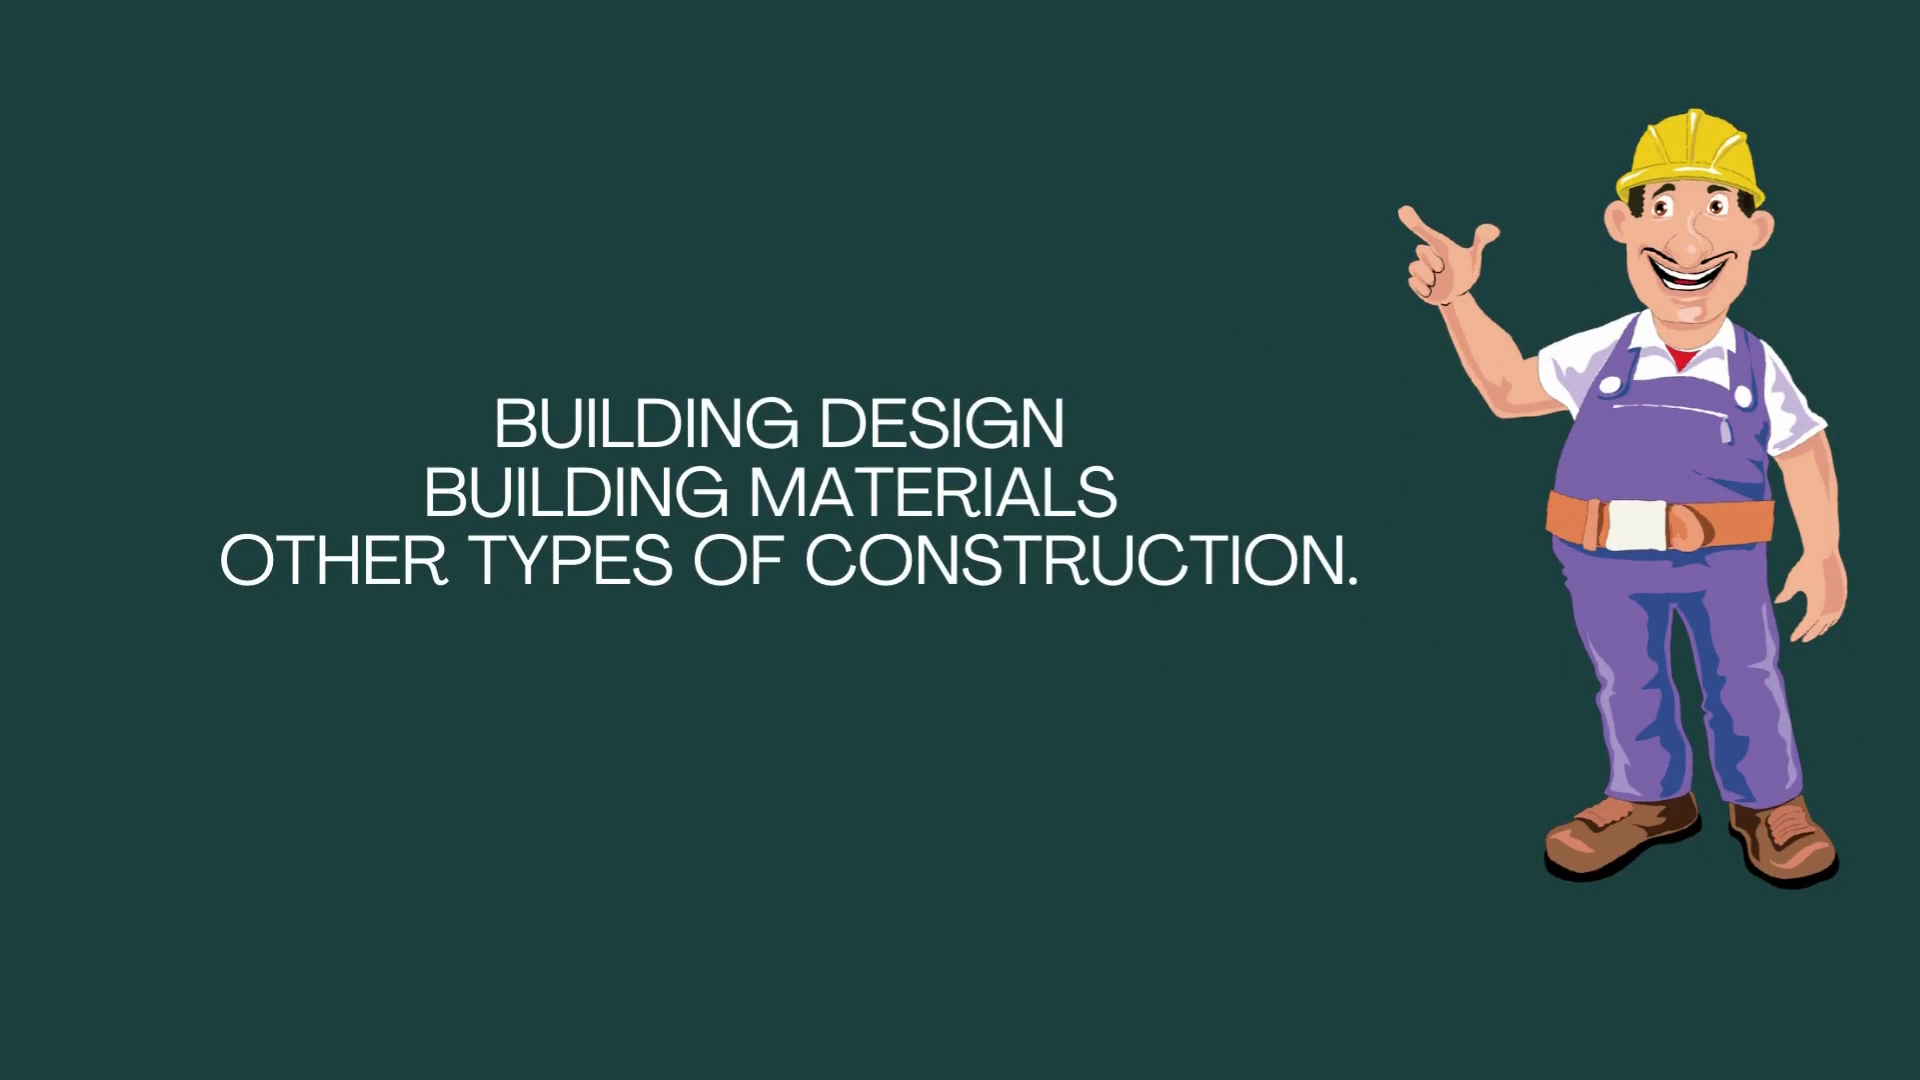 BUILDING DESIGN
BUILDING MATERIALS
OTHER TYPES OF CONSTRUCTION.